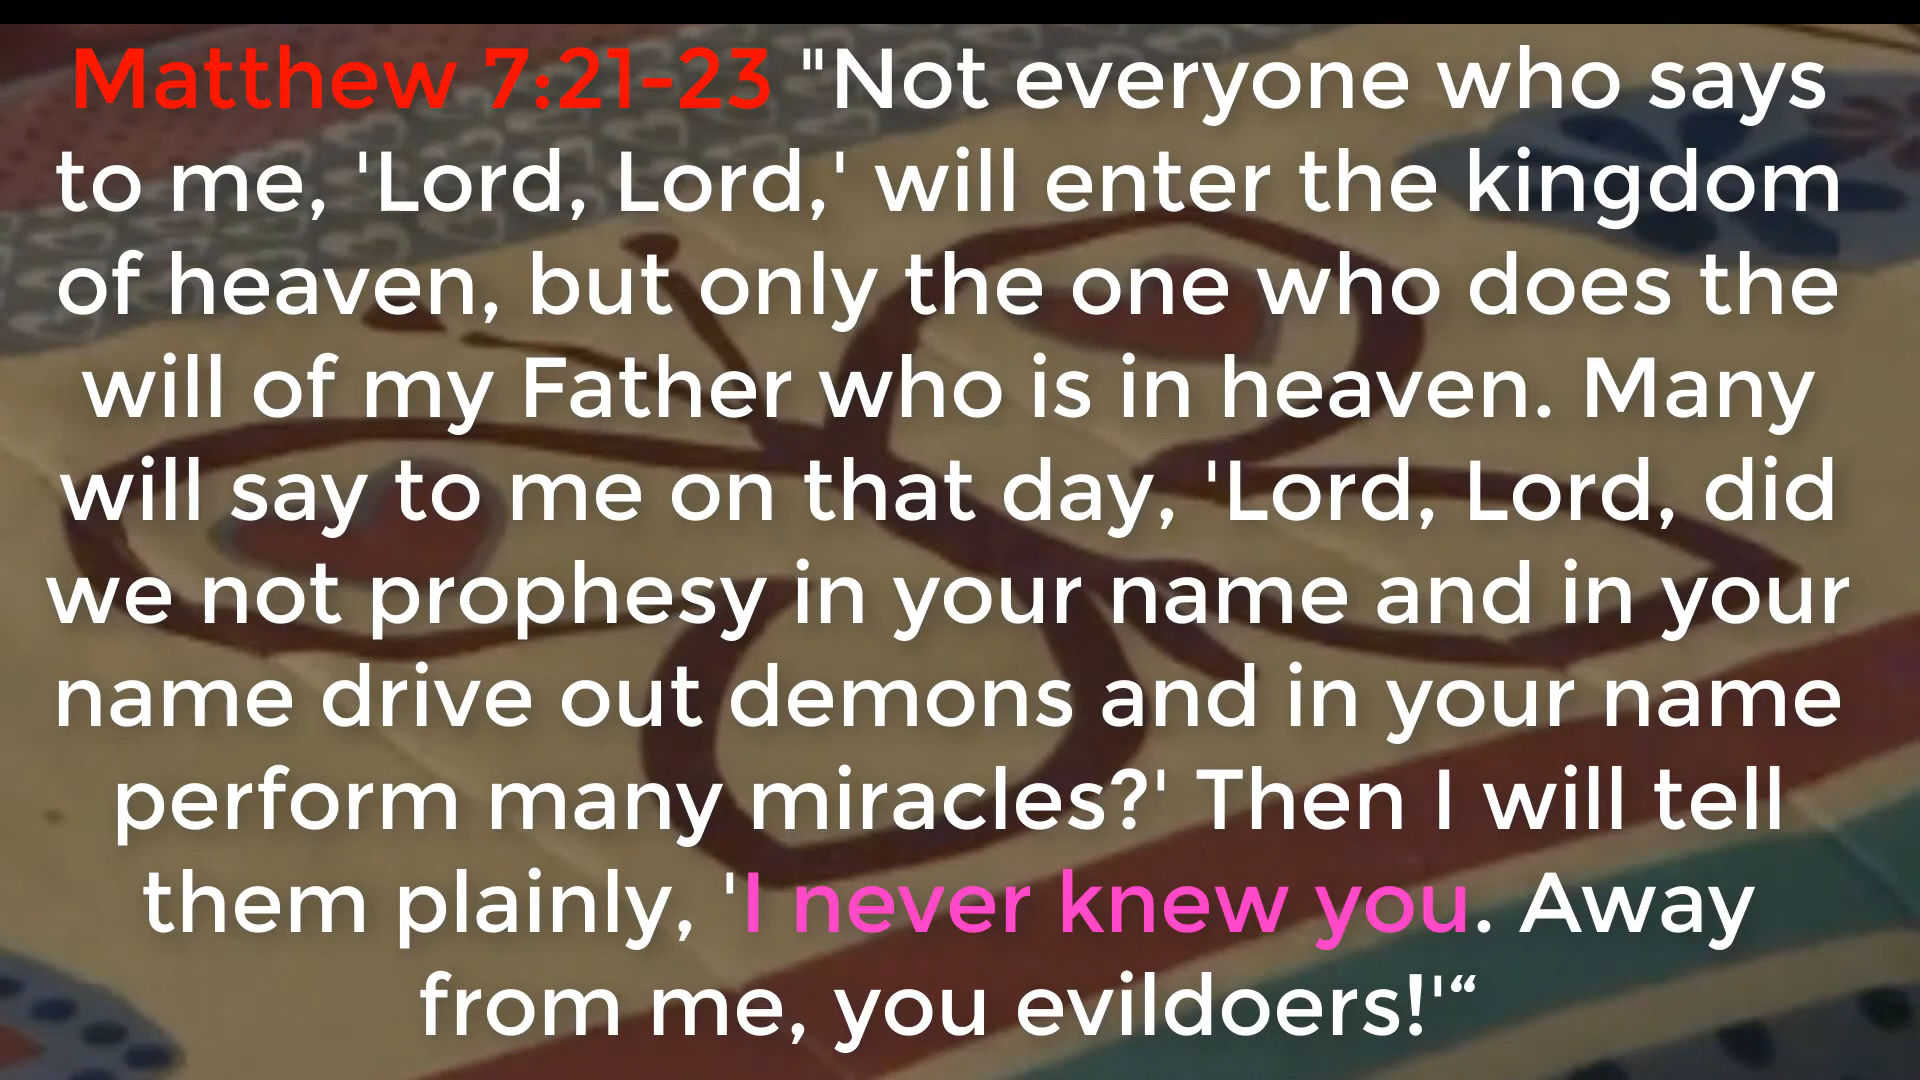 Matthew 7:21-23 "Not everyone who says
to me, 'Lord, Lord,' will enter the kingdom
of heaven, but only the one who does the
will of my Father who is in heaven. Many
will say to me on that day, 'Lord, Lord, did
we not prophesy in your name and in your
name drive out demons and in your name
perform many miracles?' Then I will tell
them plainly, 'I never knew you. Away
from me, you evildoers!'“